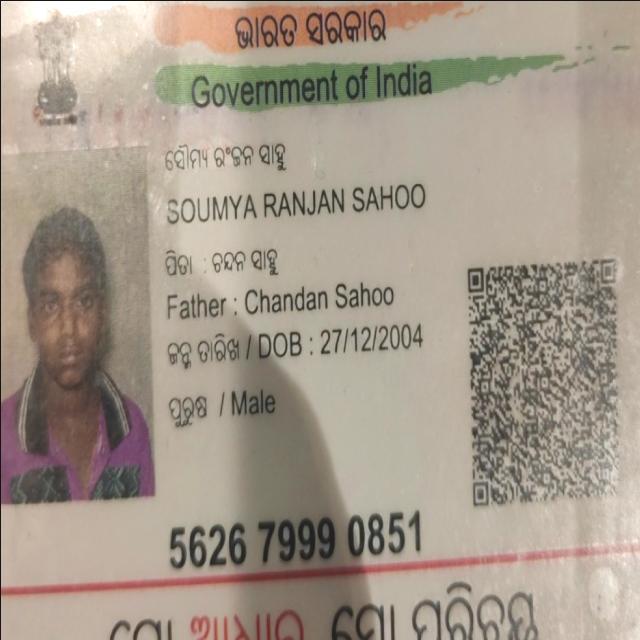 ଭାରତ ସରକାର
Government of India
ସୌମ୍ୟ ରଂଜନ ସାହୁ
SOUMYA RANJAN SAHOO
ପିତା : ଚନ୍ଦନ ସାହୁ
Father : Chandan Sahoo
ଜନ୍ମ ତାରିଖ / DOB : 27/12/2004
ପୁରୁଷ / Male
5626 7999 0851
ମୋ ଆଧାର, ମୋ ପରିଚୟ